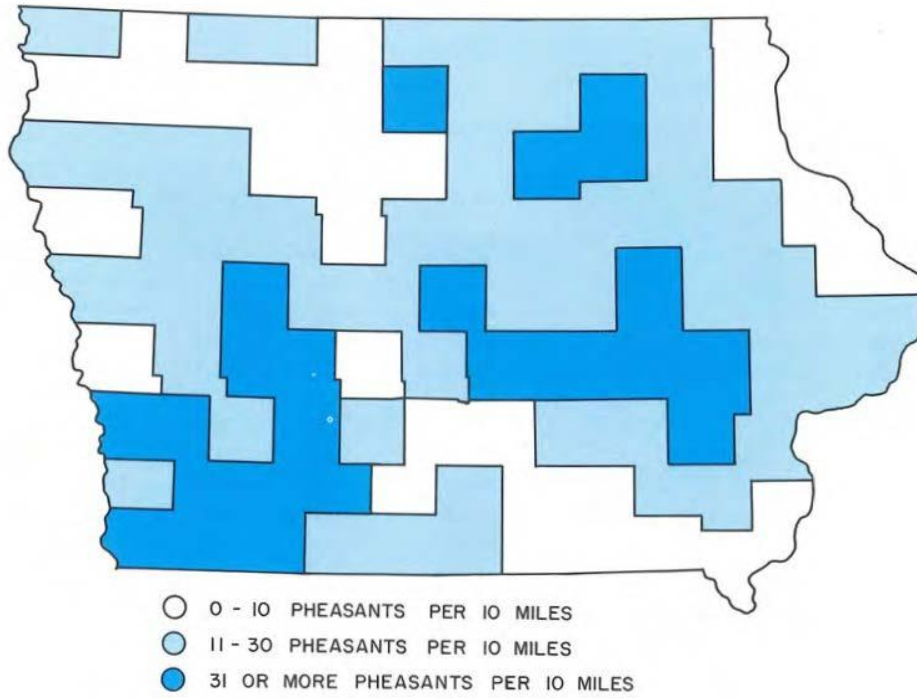 0 - 10 PHEASANTS PER 10 MILES
11 - 30 PHEASANTS PER 10 MILES
31 OR MORE PHEASANTS PER 10 MILES